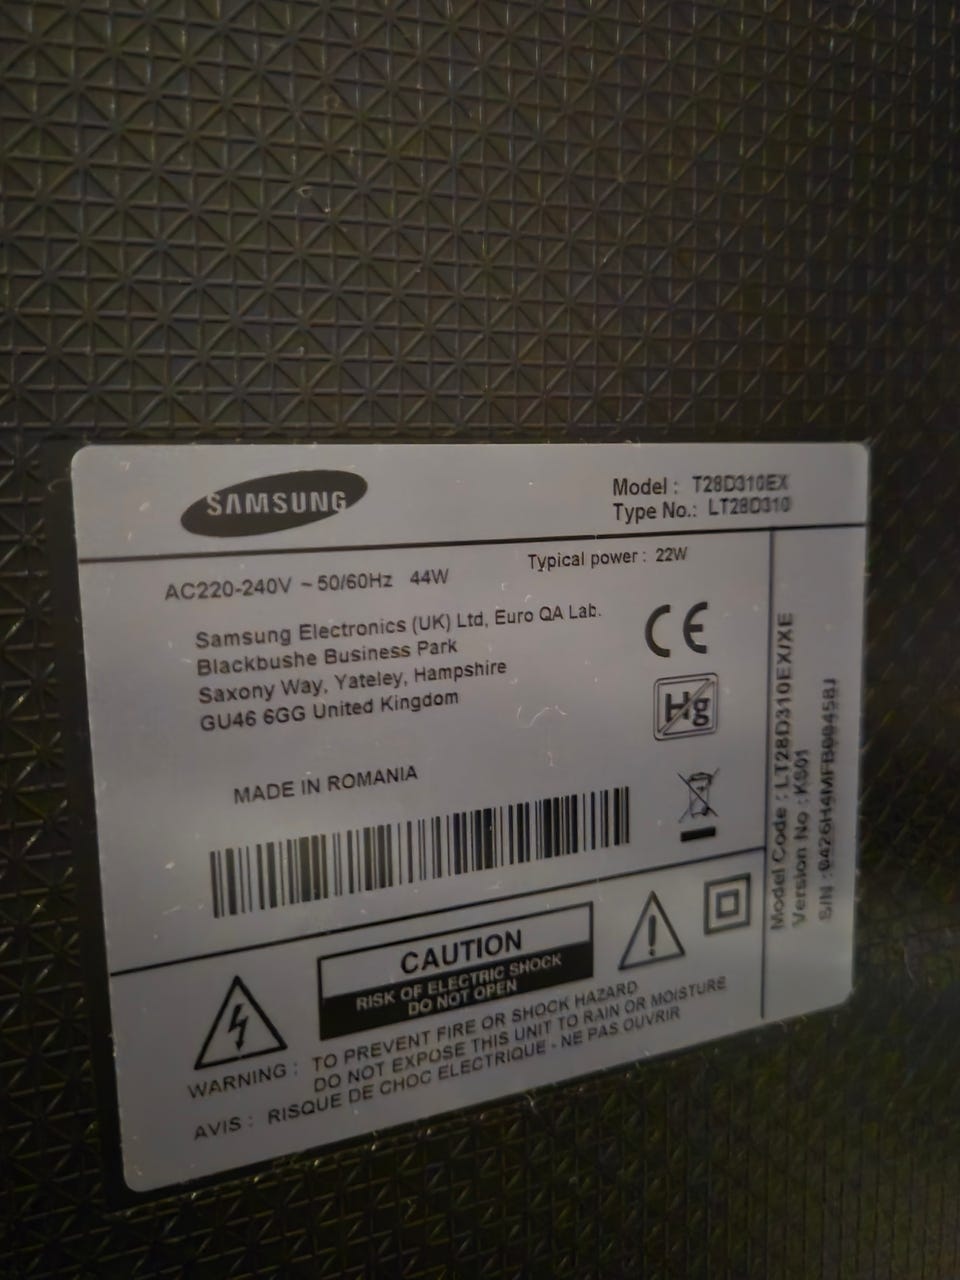 SAMSUNG
Model : T28D310EX
Type No.: LT28D310
AC220-240V ~ 50/60Hz 44W
Typical power : 22W
Samsung Electronics (UK) Ltd, Euro QA Lab.
Blackbushe Business Park
Saxony Way, Yateley, Hampshire
GU46 6GG United Kingdom
CE
Hg
MADE IN ROMANIA
CAUTION
RISK OF ELECTRIC SHOCK
DO NOT OPEN
WARNING : TO PREVENT FIRE OR SHOCK HAZARD
DO NOT EXPOSE THIS UNIT TO RAIN OR MOISTURE
AVIS : RISQUE DE CHOC ELECTRIQUE - NE PAS OUVRIR
Model Code : LT28D310EX/XE
Version No : KS01
S/N :